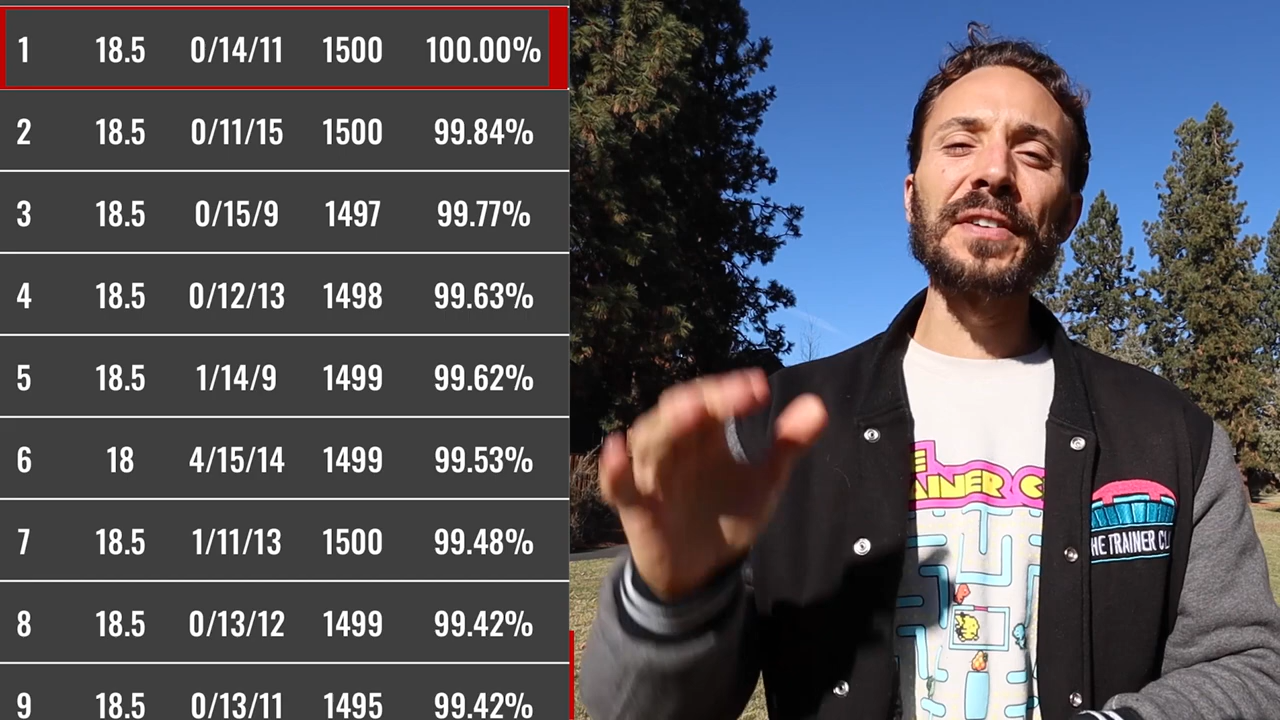 1 18.5 0/14/11 1500 100.00%
2 18.5 0/11/15 1500 99.84%
3 18.5 0/15/9 1497 99.77%
4 18.5 0/12/13 1498 99.63%
5 18.5 1/14/9 1499 99.62%
6 18 4/15/14 1499 99.53%
7 18.5 1/11/13 1500 99.48%
8 18.5 0/13/12 1499 99.42%
9 18.5 0/13/11 1495 99.42%
E
AINER C
HE TRAINER CL